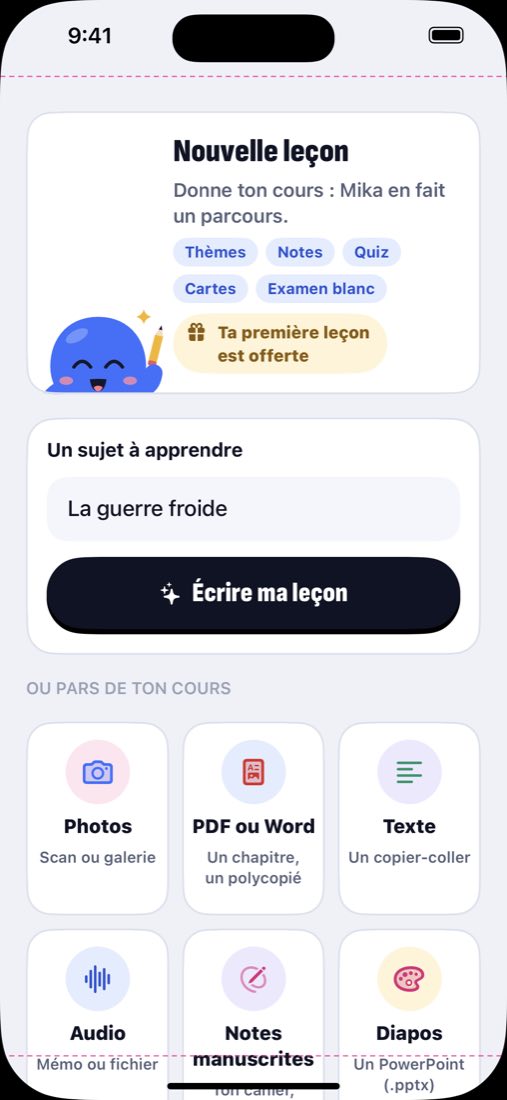 9:41
Nouvelle leçon
Donne ton cours : Mika en fait
un parcours.
Thèmes Notes Quiz
Cartes Examen blanc
Ta première leçon
est offerte
Un sujet à apprendre
La guerre froide
Écrire ma leçon
OU PARS DE TON COURS
Photos
Scan ou galerie
PDF ou Word
Un chapitre,
un polycopié
Texte
Un copier-coller
Audio
Mémo ou fichier
Notes
manuscrites
Ton cahier,
Diapos
Un PowerPoint
(.pptx)